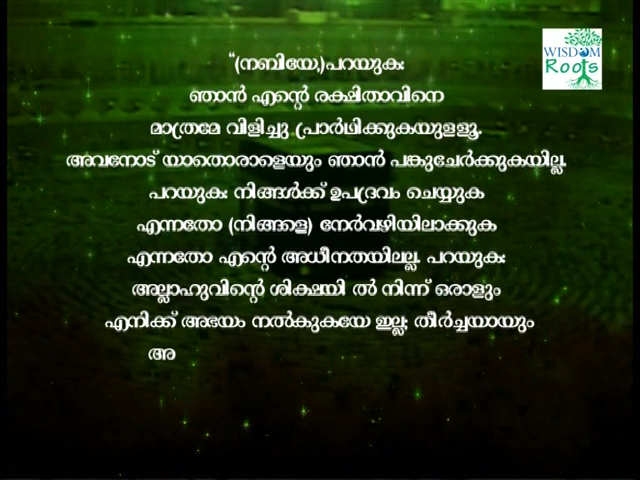 WISDOM
Roots
“(നബിയേ,)പറയുക:
ഞാൻ എന്റെ രക്ഷിതാവിനെ
മാത്രമേ വിളിച്ചു പ്രാർഥിക്കുകയുളളൂ.
അവനോട് യാതൊരാളെയും ഞാൻ പങ്കുചേർക്കുകയില്ല.
പറയുക: നിങ്ങൾക്ക് ഉപദ്രവം ചെയ്യുക
എന്നതോ (നിങ്ങളെ) നേർവഴിയിലാക്കുക
എന്നതോ എന്റെ അധീനതയിലല്ല. പറയുക:
അല്ലാഹുവിന്റെ ശിക്ഷയി ൽ നിന്ന് ഒരാളും
എനിക്ക് അഭയം നൽകുകയേ ഇല്ല; തീർച്ചയായും
അ